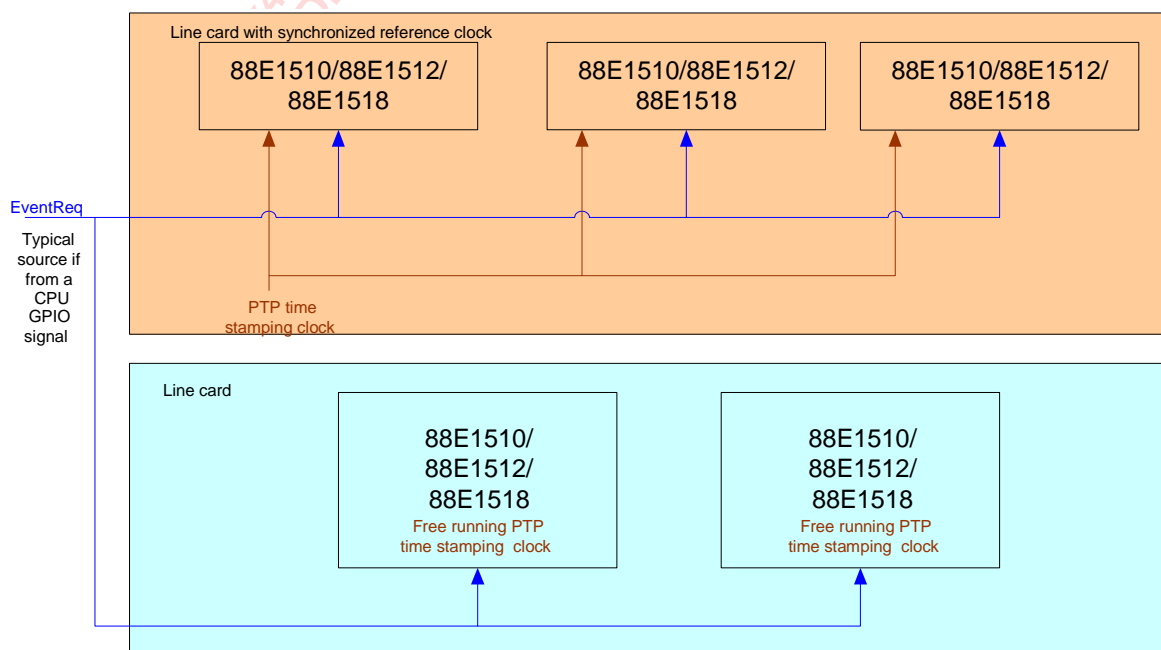 Line card with synchronized reference clock
88E1510/88E1512/
88E1518
88E1510/88E1512/
88E1518
88E1510/88E1512/
88E1518
EventReq
Typical
source if
from a
CPU
GPIO
signal
PTP time
stamping clock
Line card
88E1510/
88E1512/
88E1518
Free running PTP
time stamping clock
88E1510/
88E1512/
88E1518
Free running PTP
time stamping clock